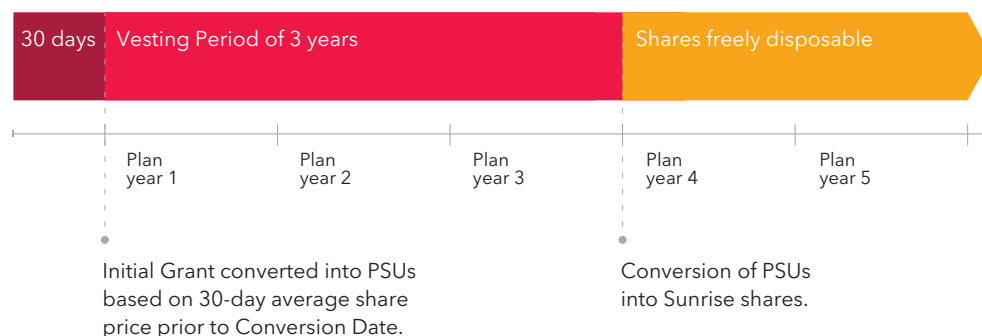 30 days
Vesting Period of 3 years
Shares freely disposable
Plan
year 1
Plan
year 2
Plan
year 3
Plan
year 4
Plan
year 5
Initial Grant converted into PSUs
based on 30-day average share
price prior to Conversion Date.
Conversion of PSUs
into Sunrise shares.